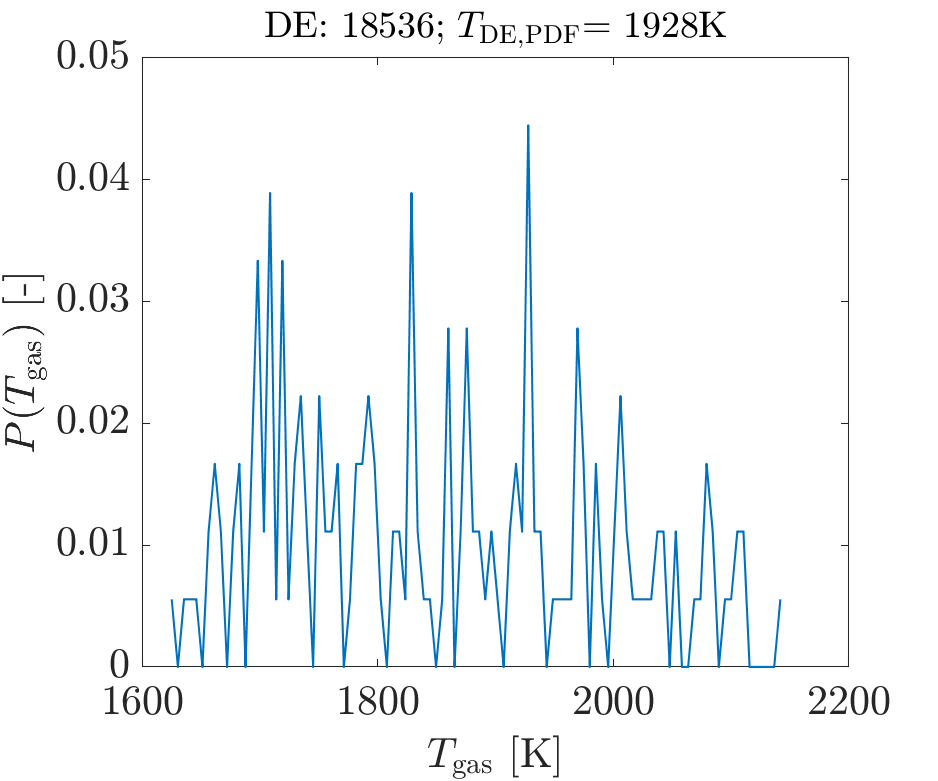 DE: 18536; T_DE,PDF= 1928K
0.05
0.04
0.03
0.02
0.01
0
P(T_gas) [-]
1600 1800 2000 2200
T_gas [K]